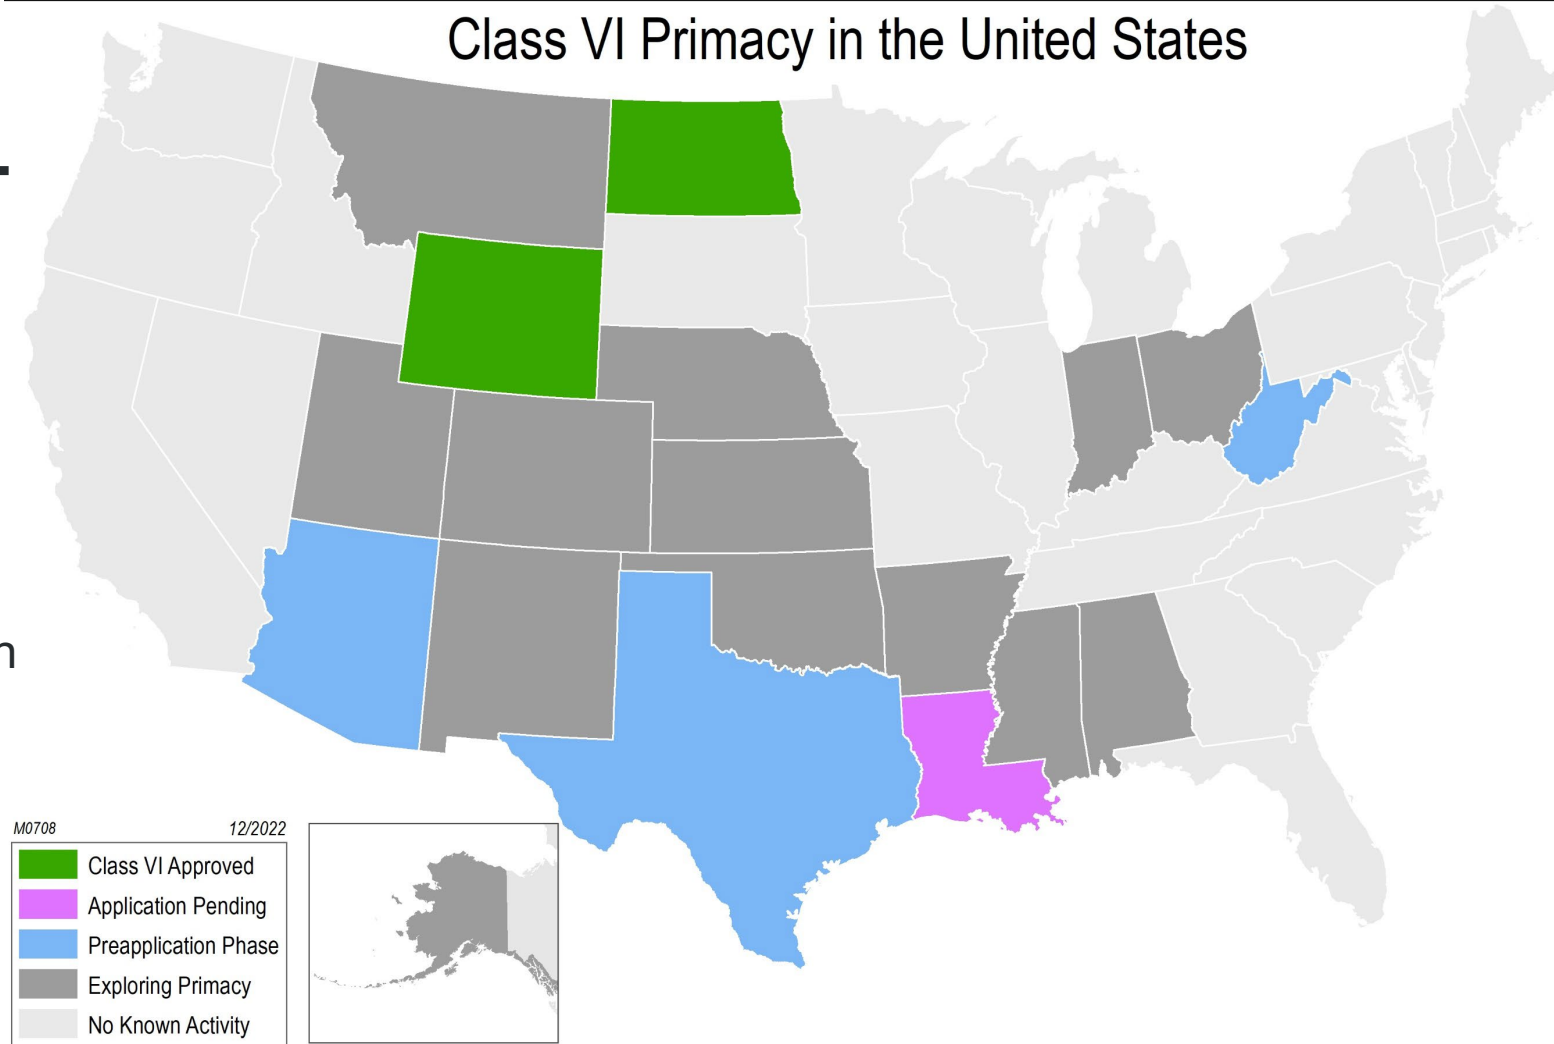 Class VI Primacy in the United States
n
M0708 12/2022
Class VI Approved
Application Pending
Preapplication Phase
Exploring Primacy
No Known Activity